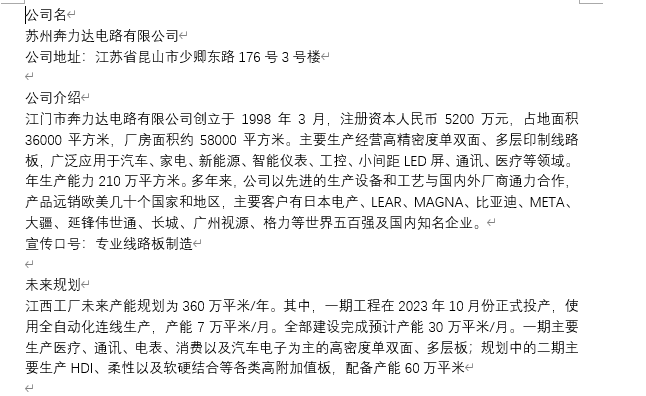 公司名
苏州奔力达电路有限公司
公司地址：江苏省昆山市少卿东路 176 号 3 号楼
公司介绍
江门市奔力达电路有限公司创立于 1998 年 3 月，注册资本人民币 5200 万元，占地面积
36000 平方米，厂房面积约 58000 平方米。主要生产经营高精密度单双面、多层印制线路
板，广泛应用于汽车、家电、新能源、智能仪表、工控、小间距 LED 屏、通讯、医疗等领域。
年生产能力 210 万平方米。多年来，公司以先进的生产设备和工艺与国内外厂商通力合作，
产品远销欧美几十个国家和地区，主要客户有日本电产、LEAR、MAGNA、比亚迪、META、
大疆、延锋伟世通、长城、广州视源、格力等世界五百强及国内知名企业。
宣传口号：专业线路板制造
未来规划
江西工厂未来产能规划为 360 万平米/年。其中，一期工程在 2023 年 10 月份正式投产，使
用全自动化连线生产，产能 7 万平米/月。全部建设完成预计产能 30 万平米/月。一期主要
生产医疗、通讯、电表、消费以及汽车电子为主的高密度单双面、多层板；规划中的二期主
要生产 HDI、柔性以及软硬结合等各类高附加值板，配备产能 60 万平米